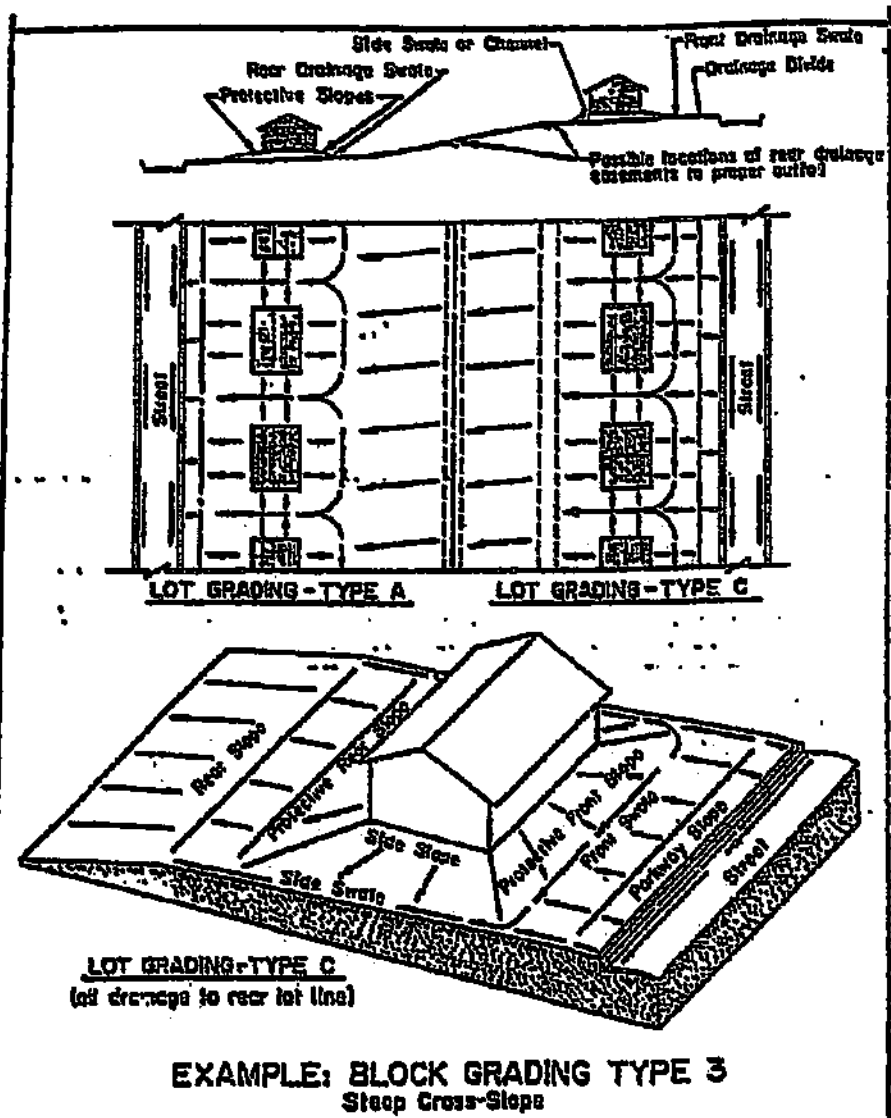 Side Swale or Channel
Front Drainage Swale
Rear Drainage Swale
Drainage Divide
Protective Slopes
Possible locations of rear drainage
easements to proper outfall
Street
Street
LOT GRADING-TYPE A
LOT GRADING-TYPE C
Rear Slope
Protective Rear Slope
Protective Front Slope
Front Swale
Side Slope
Parkway Slope
Side Swale
Street
LOT GRADING-TYPE C
(all drainage to rear lot line)
EXAMPLE: BLOCK GRADING TYPE 3
Steep Cross-Slope